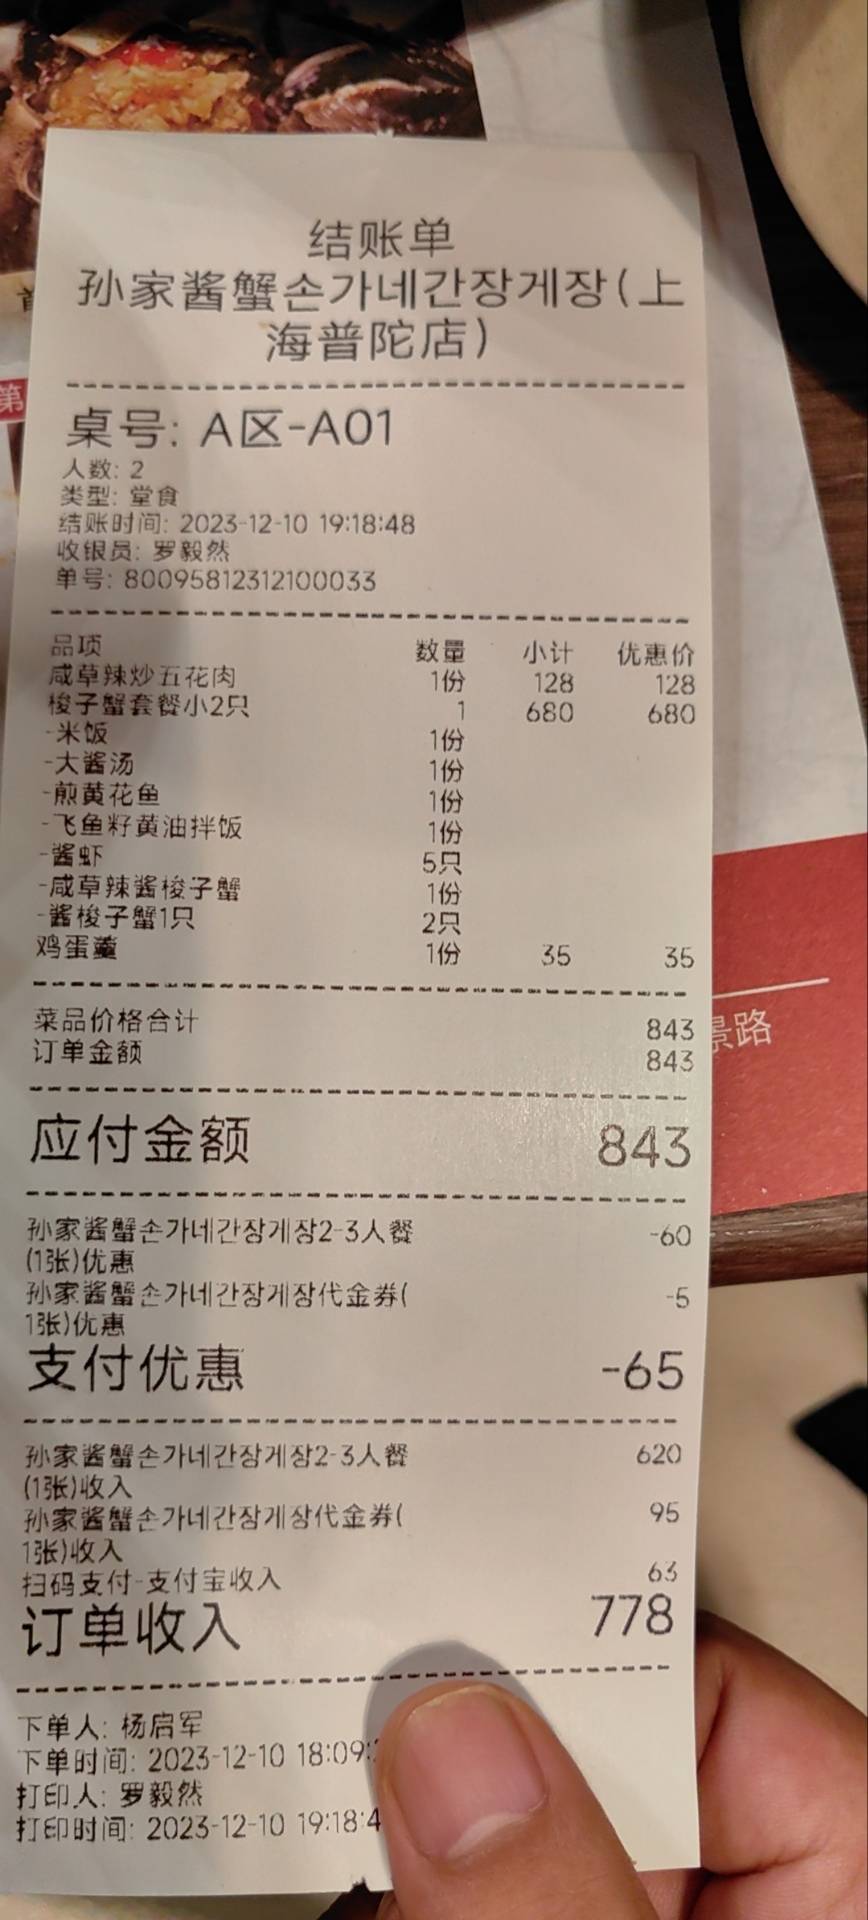 结账单
孙家酱蟹손가네간장게장(上
海普陀店)
桌号: A区-A01
人数: 2
类型: 堂食
结账时间: 2023-12-10 19:18:48
收银员: 罗毅然
单号: 80095812312100033
品项 数量 小计 优惠价
咸草辣炒五花肉 1份 128 128
梭子蟹套餐小2只 1 680 680
-米饭 1份
-大酱汤 1份
-煎黄花鱼 1份
-飞鱼籽黄油拌饭 1份
-酱虾 5只
-咸草辣酱梭子蟹 1份
-酱梭子蟹1只 2只
鸡蛋羹 1份 35 35
菜品价格合计 843
订单金额 843
应付金额 843
孙家酱蟹손가네간장게장2-3人餐 -60
(1张)优惠
孙家酱蟹손가네간장게장代金券( -5
1张)优惠
支付优惠 -65
孙家酱蟹손가네간장게장2-3人餐 620
(1张)收入
孙家酱蟹손가네간장게장代金券( 95
1张)收入
扫码支付-支付宝收入 63
订单收入 778
下单人: 杨启军
下单时间: 2023-12-10 18:09:
打印人: 罗毅然
打印时间: 2023-12-10 19:18:4
第
景路